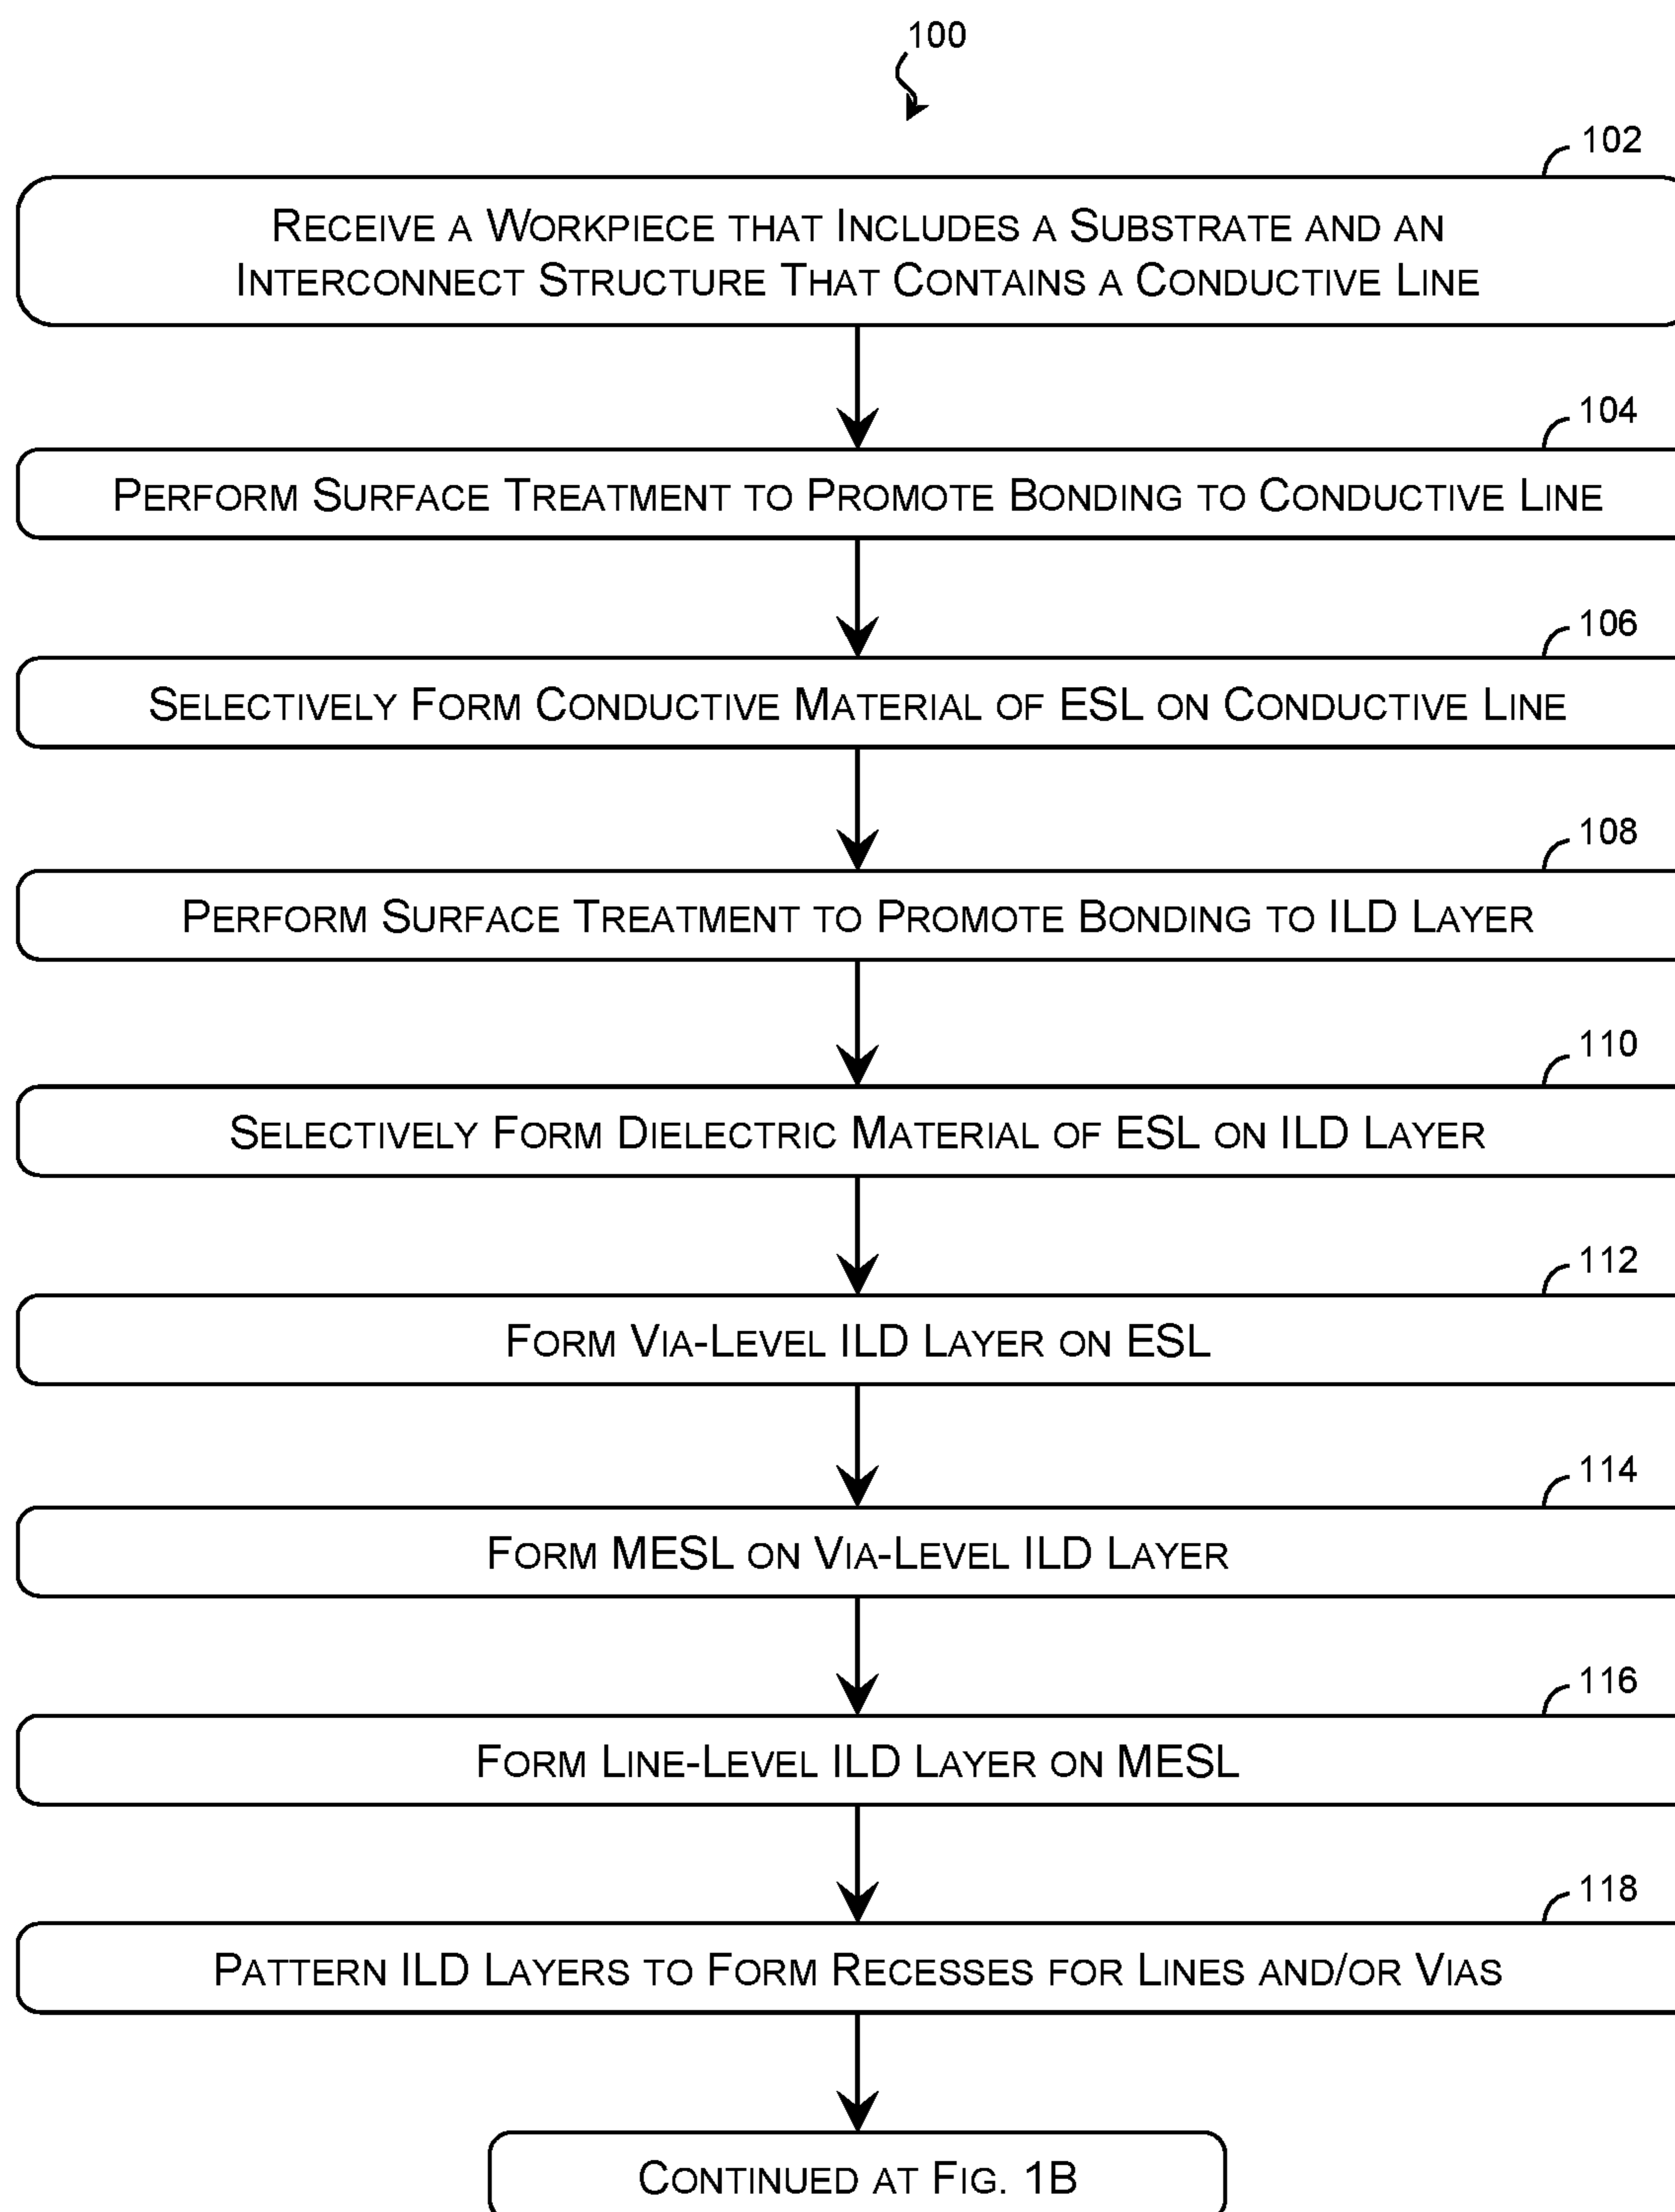 100
102
Receive a Workpiece that Includes a Substrate and an
Interconnect Structure That Contains a Conductive Line
104
Perform Surface Treatment to Promote Bonding to Conductive Line
106
Selectively Form Conductive Material of ESL on Conductive Line
108
Perform Surface Treatment to Promote Bonding to ILD Layer
110
Selectively Form Dielectric Material of ESL on ILD Layer
112
Form Via-Level ILD Layer on ESL
114
Form MESL on Via-Level ILD Layer
116
Form Line-Level ILD Layer on MESL
118
Pattern ILD Layers to Form Recesses for Lines and/or Vias
Continued at Fig. 1B